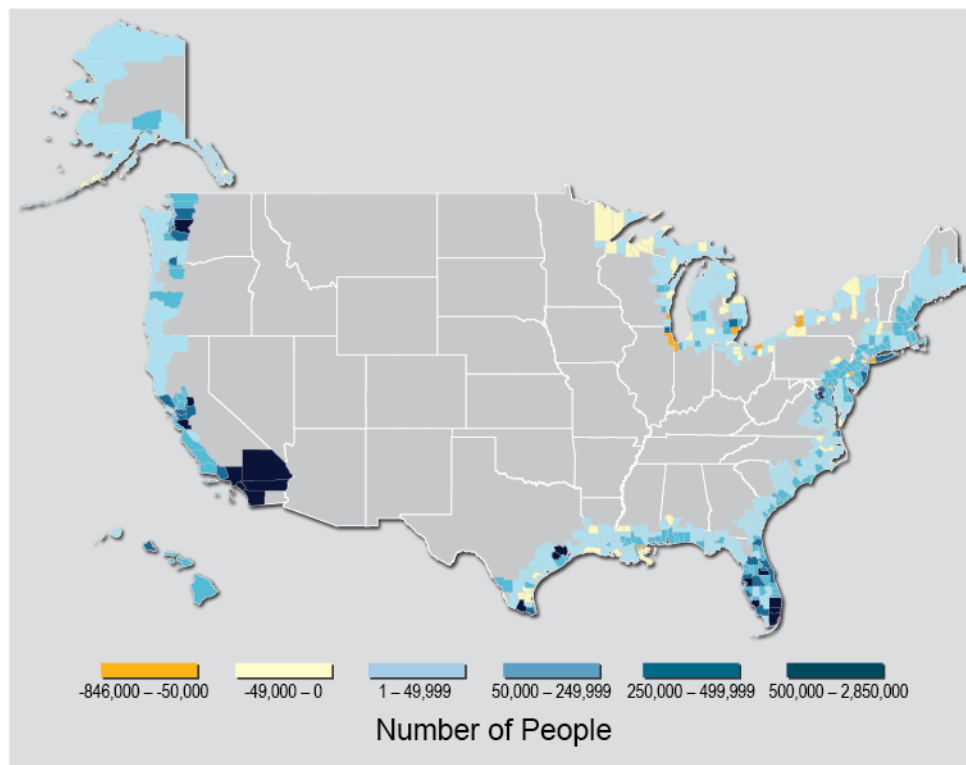 -846,000 – -50,000
-49,000 – 0
1 – 49,999
50,000 – 249,999
250,000 – 499,999
500,000 – 2,850,000
Number of People